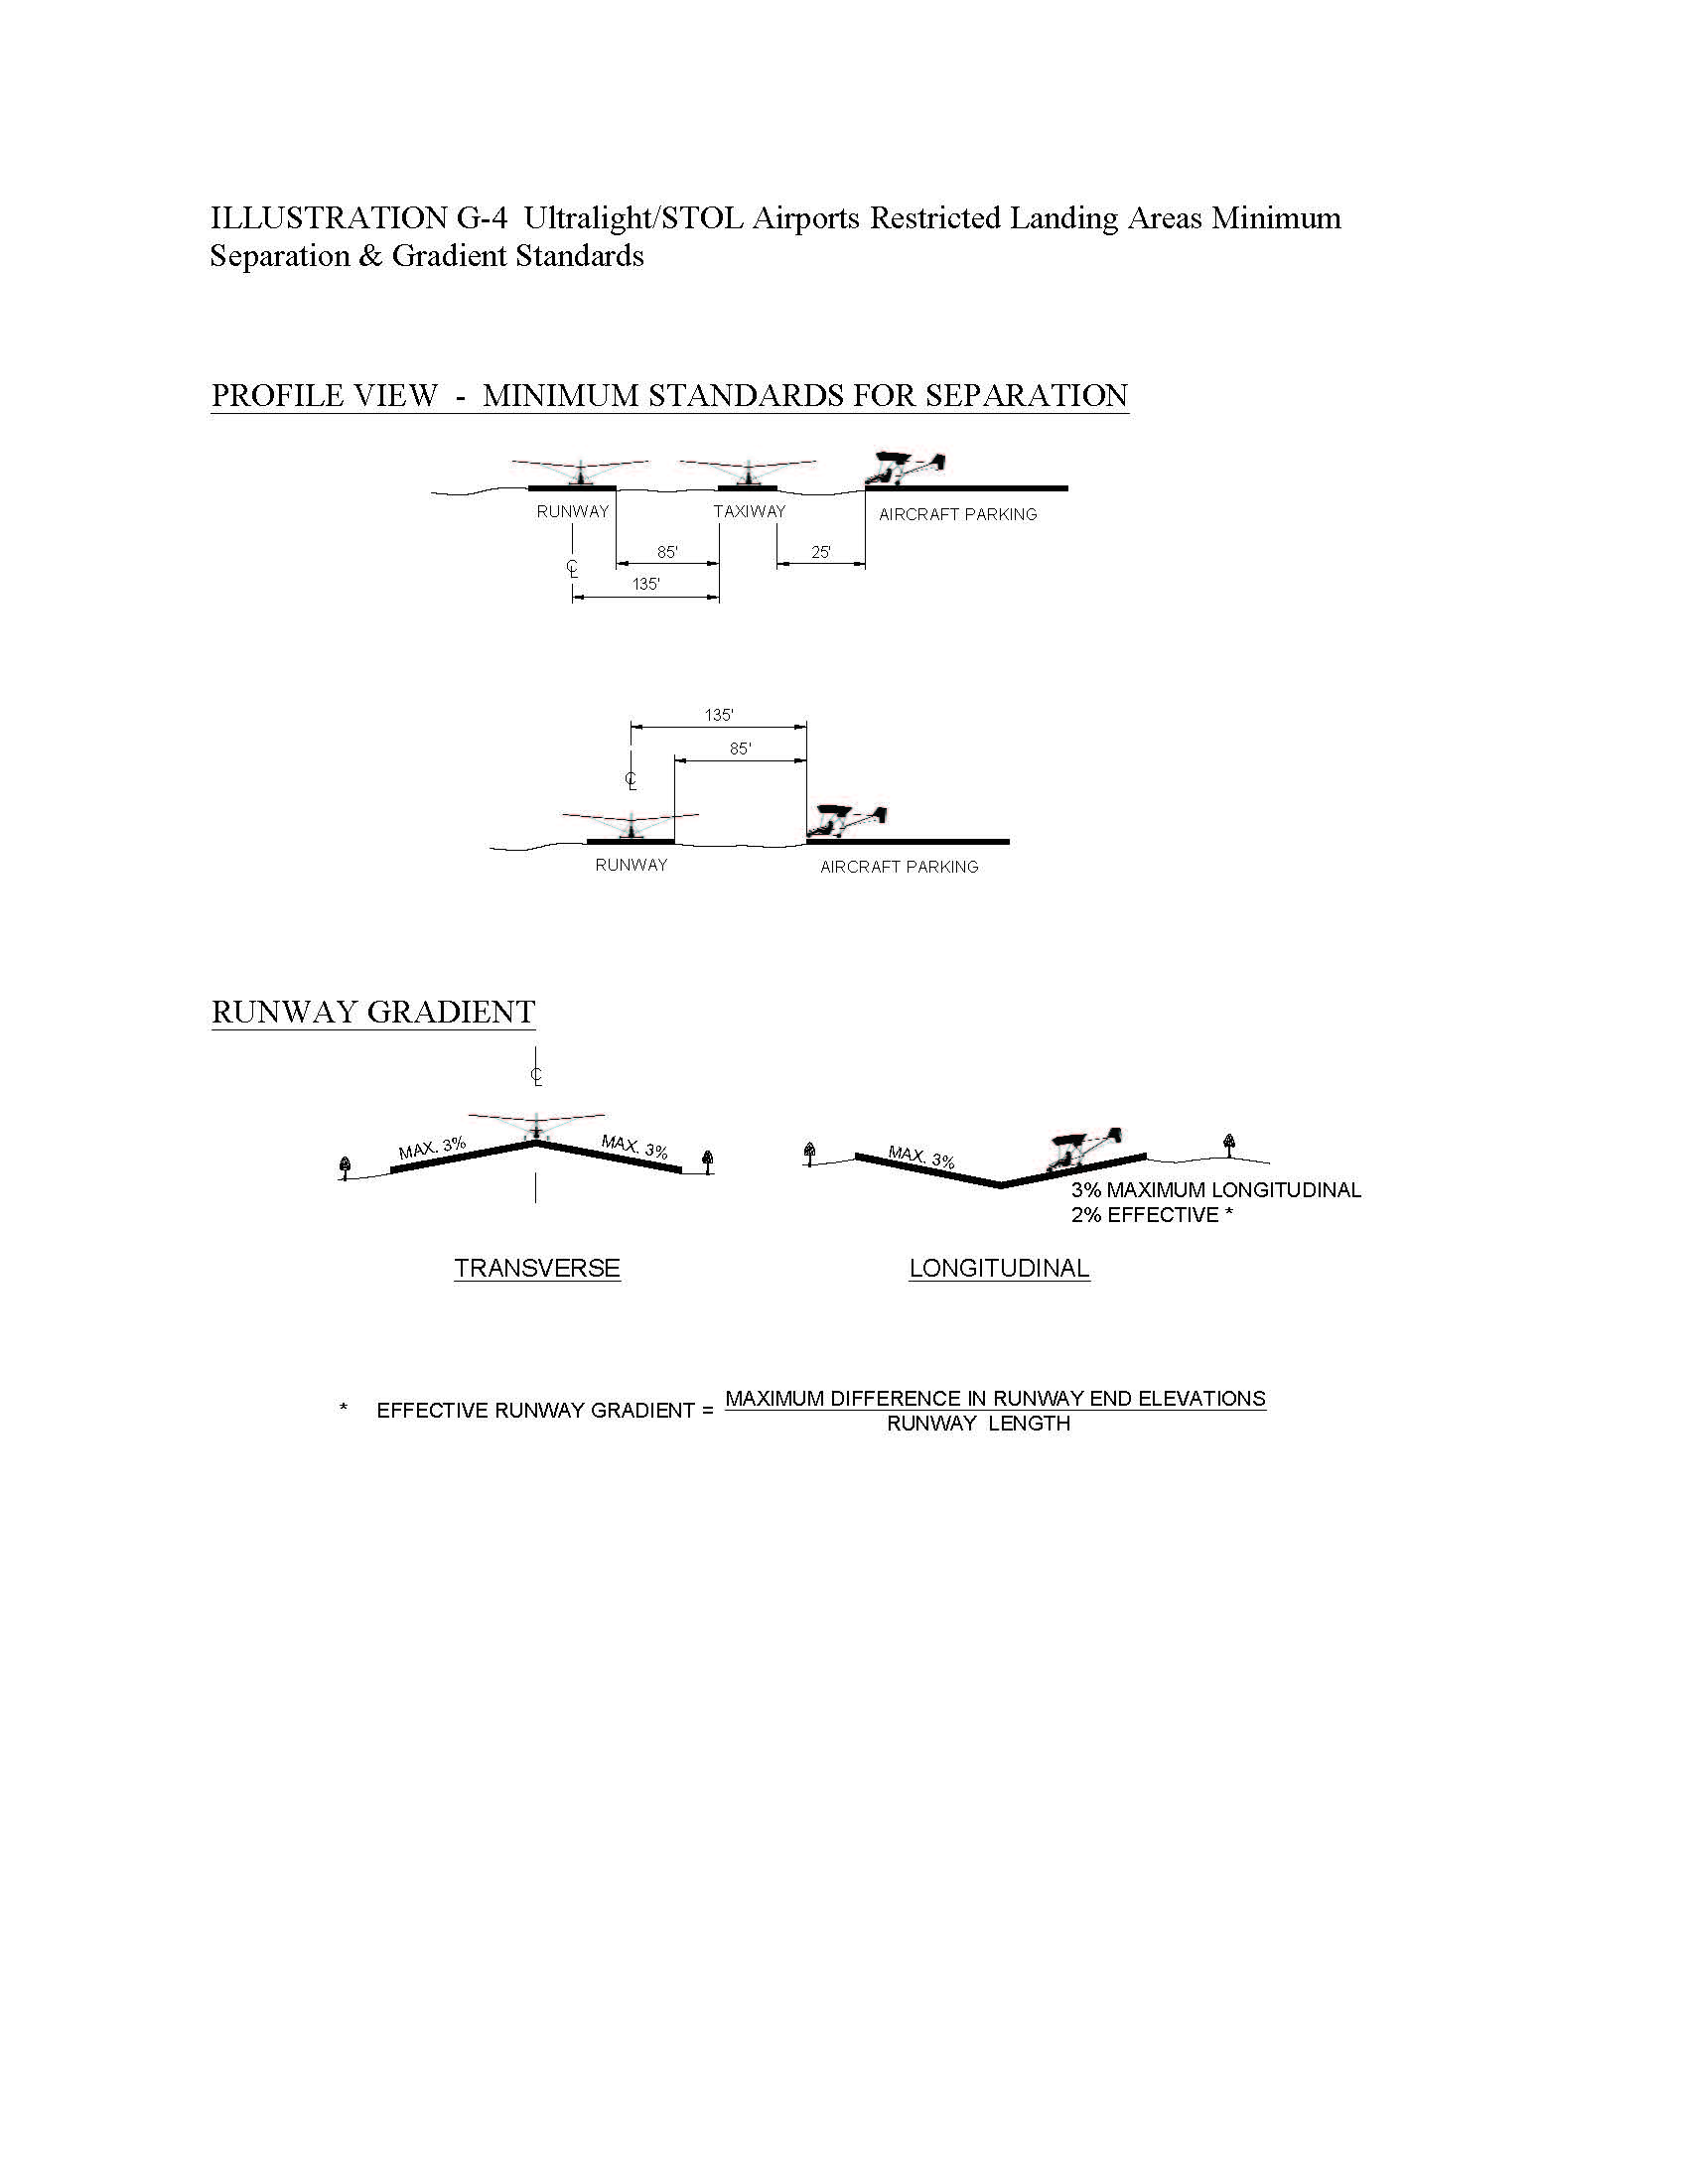 ILLUSTRATION G-4  Ultralight/STOL Airports Restricted Landing Areas Minimum
Separation & Gradient Standards
PROFILE VIEW  -  MINIMUM STANDARDS FOR SEPARATION
RUNWAY
TAXIWAY
AIRCRAFT PARKING
85'
25'
℄
135'
135'
85'
℄
RUNWAY
AIRCRAFT PARKING
RUNWAY GRADIENT
℄
MAX. 3%
MAX. 3%
MAX. 3%
3% MAXIMUM LONGITUDINAL
2% EFFECTIVE *
TRANSVERSE
LONGITUDINAL
* EFFECTIVE RUNWAY GRADIENT =
MAXIMUM DIFFERENCE IN RUNWAY END ELEVATIONS
RUNWAY LENGTH